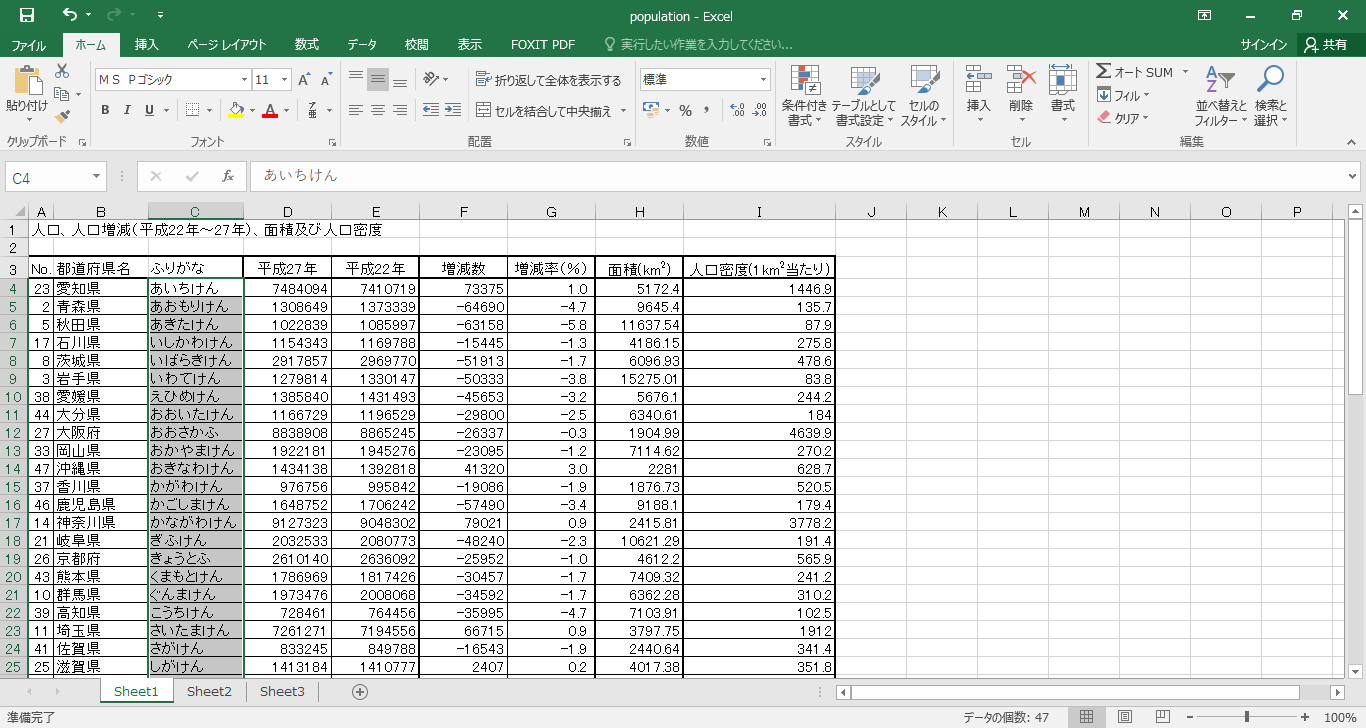 population - Excel
ファイル ホーム 挿入 ページ レイアウト 数式 データ 校閲 表示 FOXIT PDF 実行したい作業を入力してください... サインイン 共有
貼り付け
クリップボード
ＭＳ Ｐゴシック 11
B I U
フォント
折り返して全体を表示する
セルを結合して中央揃え
配置
標準
% ,
数値
条件付き書式 テーブルとして書式設定 セルのスタイル
スタイル
挿入 削除 書式
セル
オート SUM
フィル
クリア
並べ替えとフィルター 検索と選択
編集
C4 fx あいちけん
A B C D E F G H I J K L M N O P
1 人口、人口増減(平成22年～27年)、面積及び人口密度
2
3 No. 都道府県名 ふりがな 平成27年 平成22年 増減数 増減率(%) 面積(km²) 人口密度(1km²当たり)
4 23 愛知県 あいちけん 7484094 7410719 73375 1.0 5172.4 1446.9
5 2 青森県 あおもりけん 1308649 1373339 -64690 -4.7 9645.4 135.7
6 5 秋田県 あきたけん 1022839 1085997 -63158 -5.8 11637.54 87.9
7 17 石川県 いしかわけん 1154343 1169788 -15445 -1.3 4186.15 275.8
8 8 茨城県 いばらぎけん 2917857 2969770 -51913 -1.7 6096.93 478.6
9 3 岩手県 いわてけん 1279814 1330147 -50333 -3.8 15275.01 83.8
10 38 愛媛県 えひめけん 1385840 1431493 -45653 -3.2 5676.1 244.2
11 44 大分県 おおいたけん 1166729 1196529 -29800 -2.5 6340.61 184
12 27 大阪府 おおさかふ 8838908 8865245 -26337 -0.3 1904.99 4639.9
13 33 岡山県 おかやまけん 1922181 1945276 -23095 -1.2 7114.62 270.2
14 47 沖縄県 おきなわけん 1434138 1392818 41320 3.0 2281 628.7
15 37 香川県 かがわけん 976756 995842 -19086 -1.9 1876.73 520.5
16 46 鹿児島県 かごしまけん 1648752 1706242 -57490 -3.4 9188.1 179.4
17 14 神奈川県 かながわけん 9127323 9048302 79021 0.9 2415.81 3778.2
18 21 岐阜県 ぎふけん 2032533 2080773 -48240 -2.3 10621.29 191.4
19 26 京都府 きょうとふ 2610140 2636092 -25952 -1.0 4612.2 565.9
20 43 熊本県 くまもとけん 1786969 1817426 -30457 -1.7 7409.32 241.2
21 10 群馬県 ぐんまけん 1973476 2008068 -34592 -1.7 6362.28 310.2
22 39 高知県 こうちけん 728461 764456 -35995 -4.7 7103.91 102.5
23 11 埼玉県 さいたまけん 7261271 7194556 66715 0.9 3797.75 1912
24 41 佐賀県 さがけん 833245 849788 -16543 -1.9 2440.64 341.4
25 25 滋賀県 しがけん 1413184 1410777 2407 0.2 4017.38 351.8
Sheet1 Sheet2 Sheet3
準備完了 データの個数: 47 100%